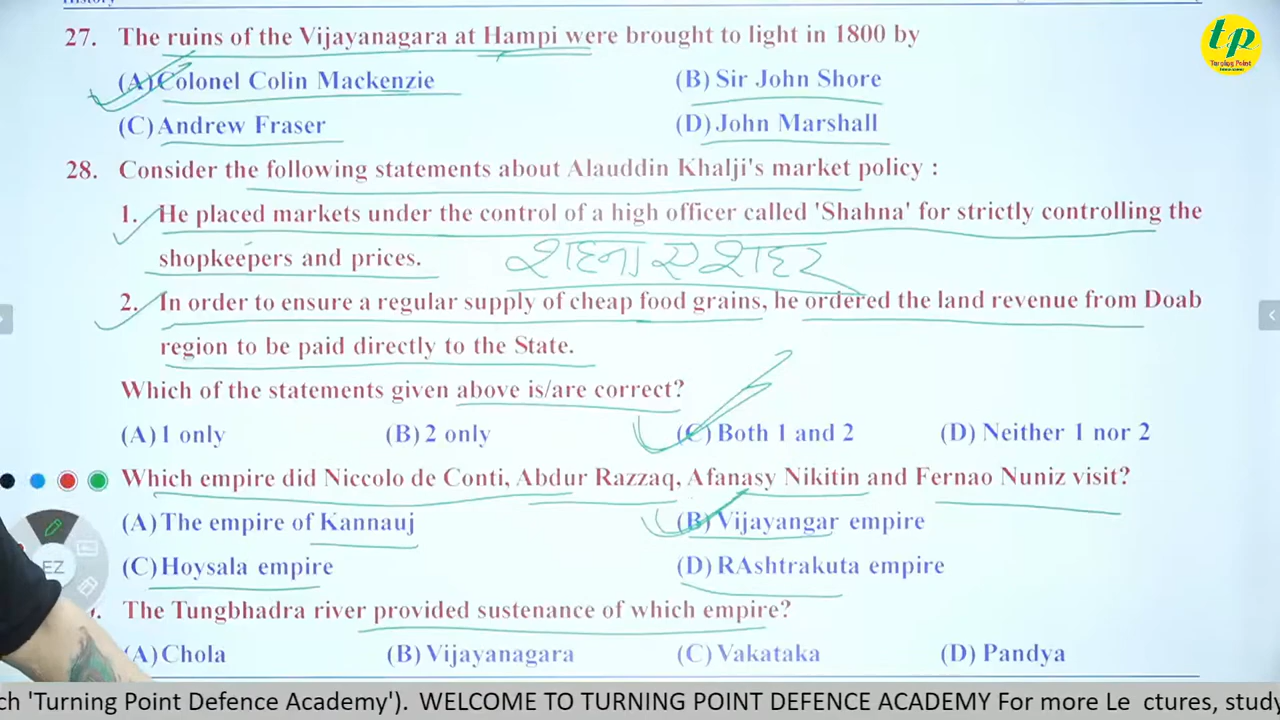 History
tp
Turning Point
27. The ruins of the Vijayanagara at Hampi were brought to light in 1800 by
(A) Colonel Colin Mackenzie (B) Sir John Shore
(C) Andrew Fraser (D) John Marshall
28. Consider the following statements about Alauddin Khalji's market policy :
1. He placed markets under the control of a high officer called 'Shahna' for strictly controlling the
shopkeepers and prices.
शहना ए शहर
2. In order to ensure a regular supply of cheap food grains, he ordered the land revenue from Doab
region to be paid directly to the State.
Which of the statements given above is/are correct?
(A) 1 only (B) 2 only (C) Both 1 and 2 (D) Neither 1 nor 2
Which empire did Niccolo de Conti, Abdur Razzaq, Afanasy Nikitin and Fernao Nuniz visit?
(A) The empire of Kannauj (B) Vijayangar empire
(C) Hoysala empire (D) RAshtrakuta empire
EZ
The Tungbhadra river provided sustenance of which empire?
(A) Chola (B) Vijayanagara (C) Vakataka (D) Pandya
ch 'Turning Point Defence Academy'). WELCOME TO TURNING POINT DEFENCE ACADEMY For more Le ctures, study